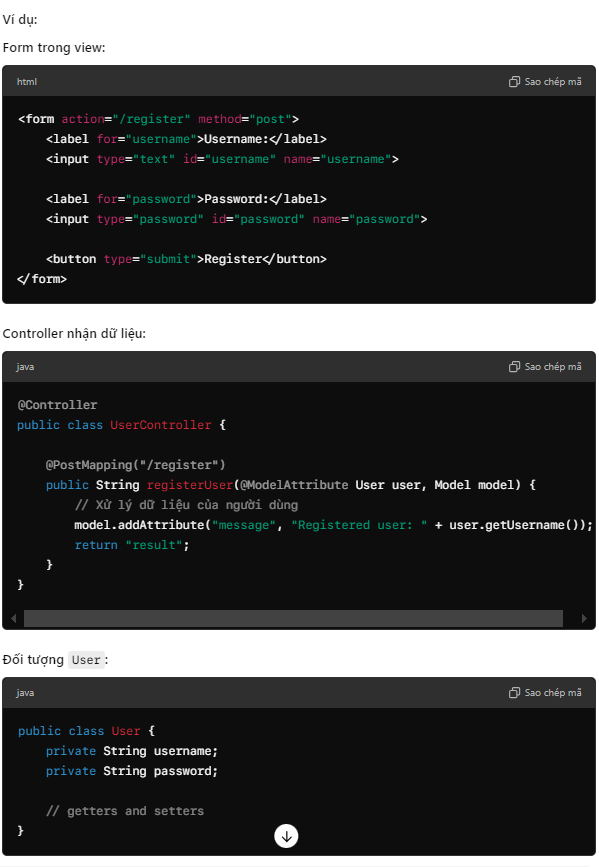 Ví dụ:
Form trong view:
html
Sao chép mã
<form action="/register" method="post">
    <label for="username">Username:</label>
    <input type="text" id="username" name="username">

    <label for="password">Password:</label>
    <input type="password" id="password" name="password">

    <button type="submit">Register</button>
</form>
Controller nhận dữ liệu:
java
Sao chép mã
@Controller
public class UserController {

    @PostMapping("/register")
    public String registerUser(@ModelAttribute User user, Model model) {
        // Xử lý dữ liệu của người dùng
        model.addAttribute("message", "Registered user: " + user.getUsername());
        return "result";
    }
}
Đối tượng User:
java
Sao chép mã
public class User {
    private String username;
    private String password;

    // getters and setters
}